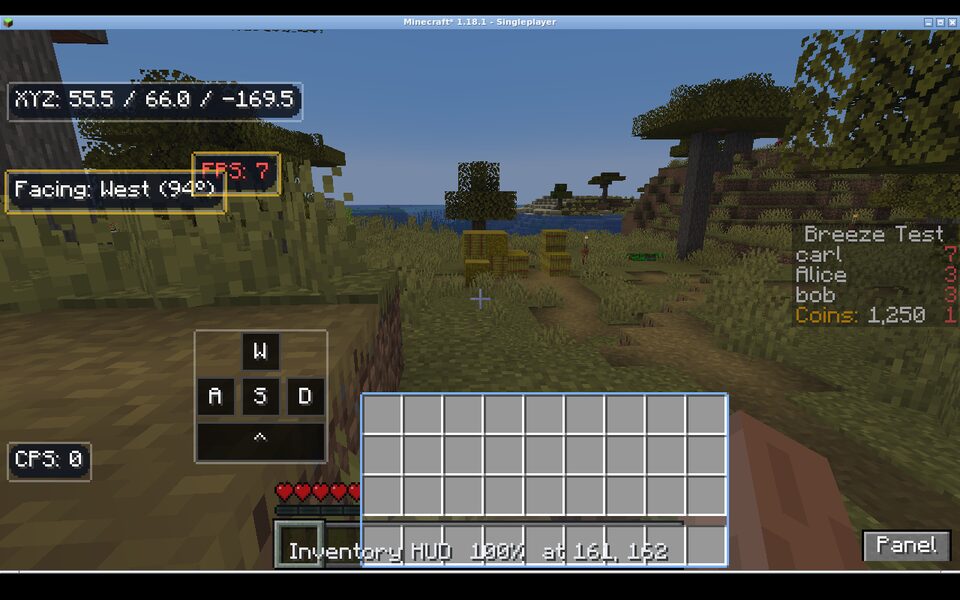 Minecraft* 1.18.1 - Singleplayer
XYZ: 55.5 / 66.0 / -169.5
FPS: 7
Facing: West (94º)
Breeze Test
carl 7
Alice 3
bob 3
Coins: 1,250 1
W
A S D
^
CPS: 0
Inventory HUD 100% at 161, 162
Panel